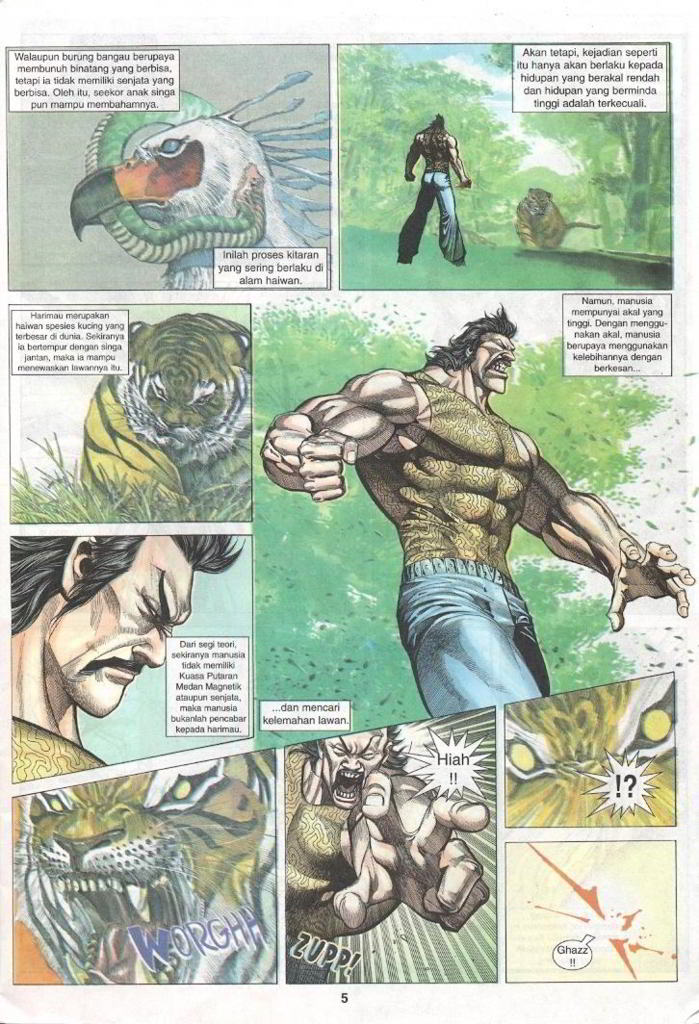 Walaupun burung bangau berupaya
membunuh binatang yang berbisa,
tetapi ia tidak memiliki senjata yang
berbisa. Oleh itu, seekor anak singa
pun mampu membahamnya.
Inilah proses kitaran
yang sering berlaku di
alam haiwan.
Akan tetapi, kejadian seperti
itu hanya akan berlaku kepada
hidupan yang berakal rendah
dan hidupan yang berminda
tinggi adalah terkecuali.
Harimau merupakan
haiwan spesies kucing yang
terbesar di dunia. Sekiranya
ia bertempur dengan singa
jantan, maka ia mampu
menewaskan lawannya itu.
Namun, manusia
mempunyai akal yang
tinggi. Dengan menggu-
nakan akal, manusia
berupaya menggunakan
kelebihannya dengan
berkesan...
Dari segi teori,
sekiranya manusia
tidak memiliki
Kuasa Putaran
Medan Magnetik
ataupun senjata,
maka manusia
bukanlah pencabar
kepada harimau.
...dan mencari
kelemahan lawan.
WORGHH
Hiah
!!
ZUPP!
!?
Ghazz
!!
5